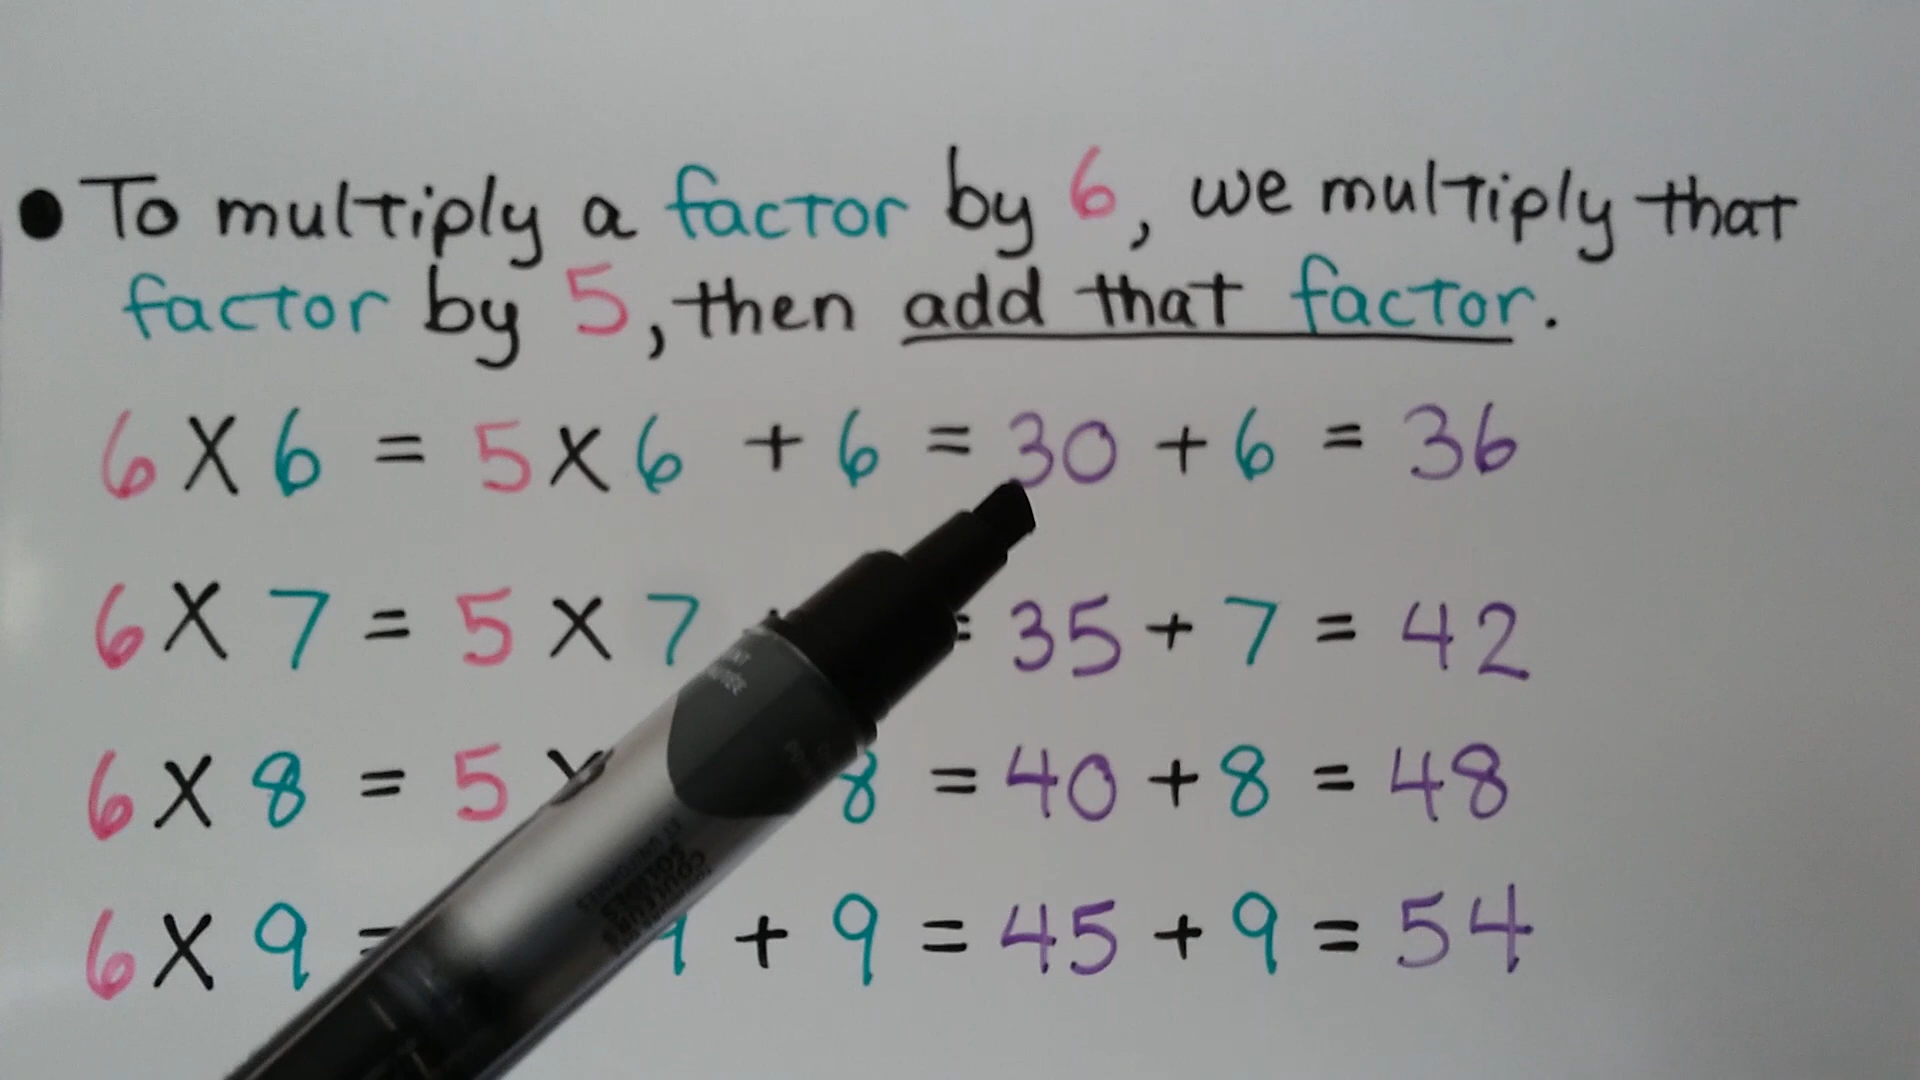 • To multiply a factor by 6, we multiply that
factor by 5, then add that factor.
6 X 6 = 5 X 6 + 6 = 30 + 6 = 36
6 X 7 = 5 X 7 = 35 + 7 = 42
6 X 8 = 5 X 8 = 40 + 8 = 48
6 X 9 = 9 + 9 = 45 + 9 = 54
COULEURS